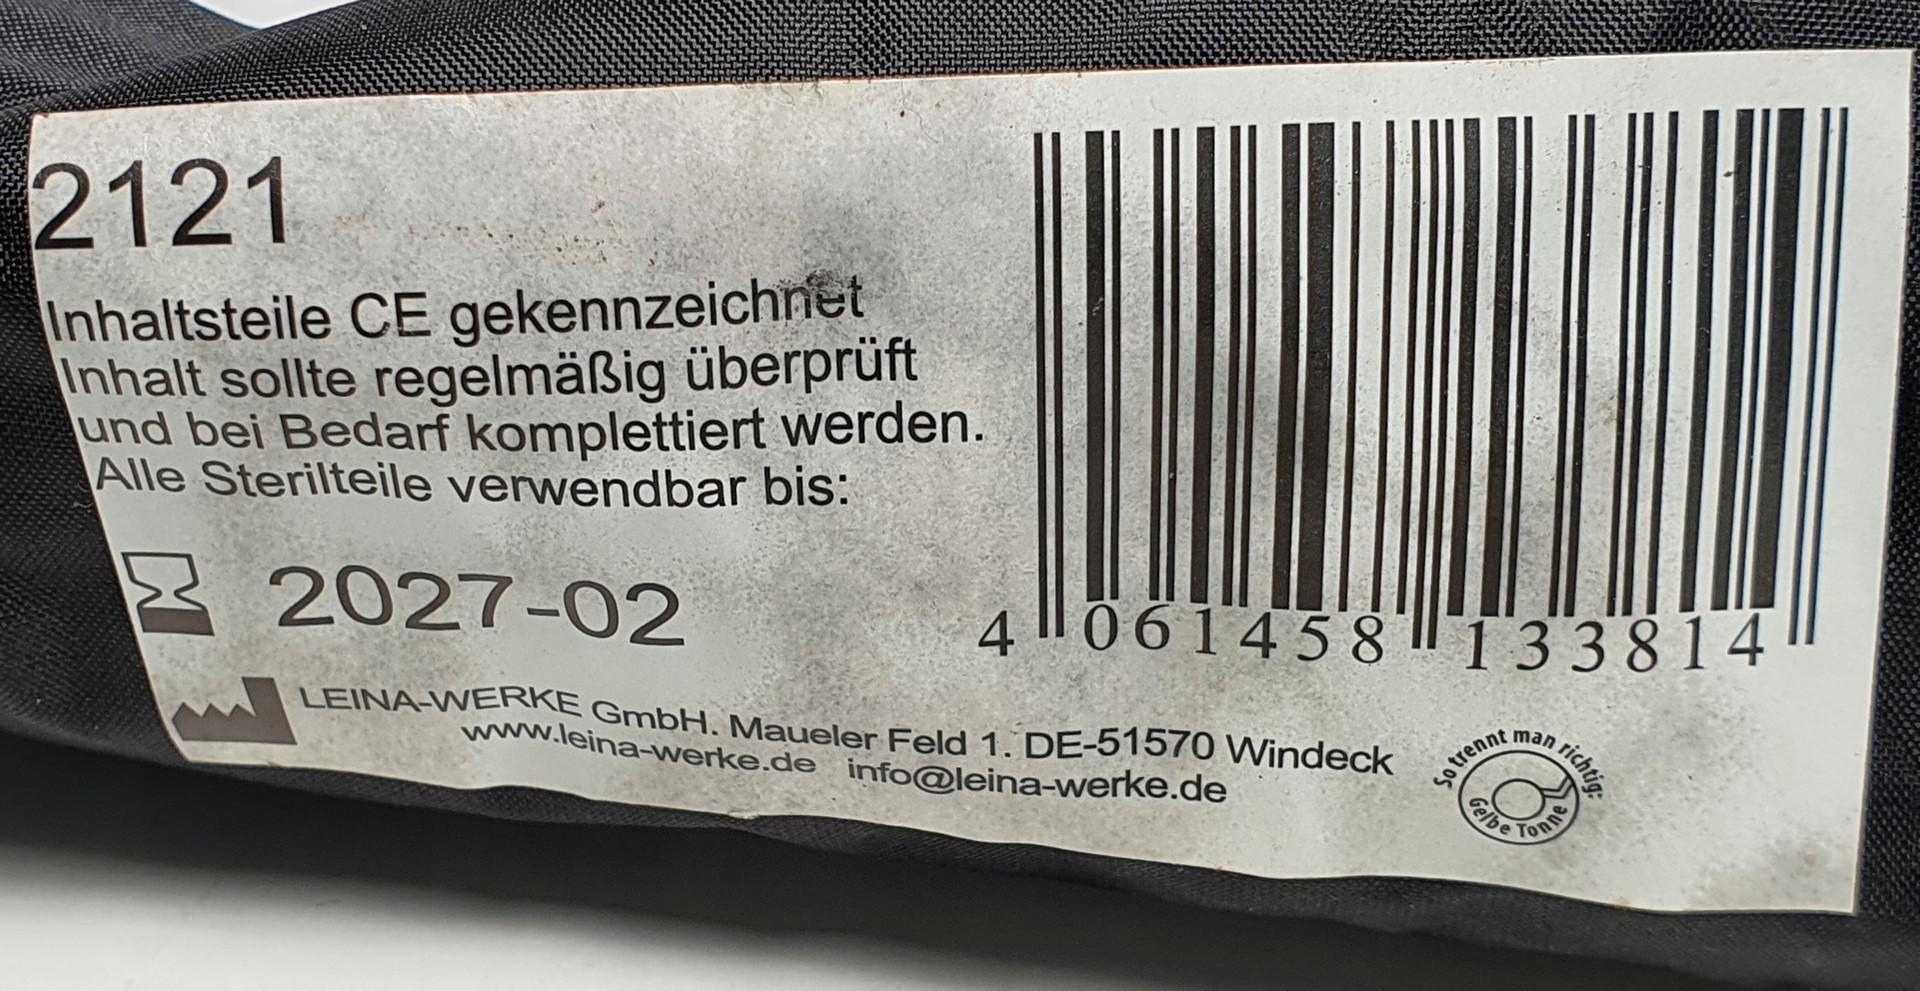 2121
Inhaltsteile CE gekennzeichnet
Inhalt sollte regelmäßig überprüft
und bei Bedarf komplettiert werden.
Alle Sterilteile verwendbar bis:
2027-02
4 061458 133814
LEINA-WERKE GmbH. Maueler Feld 1. DE-51570 Windeck
www.leina-werke.de info@leina-werke.de
So trennt man richtig:
Gelbe Tonne